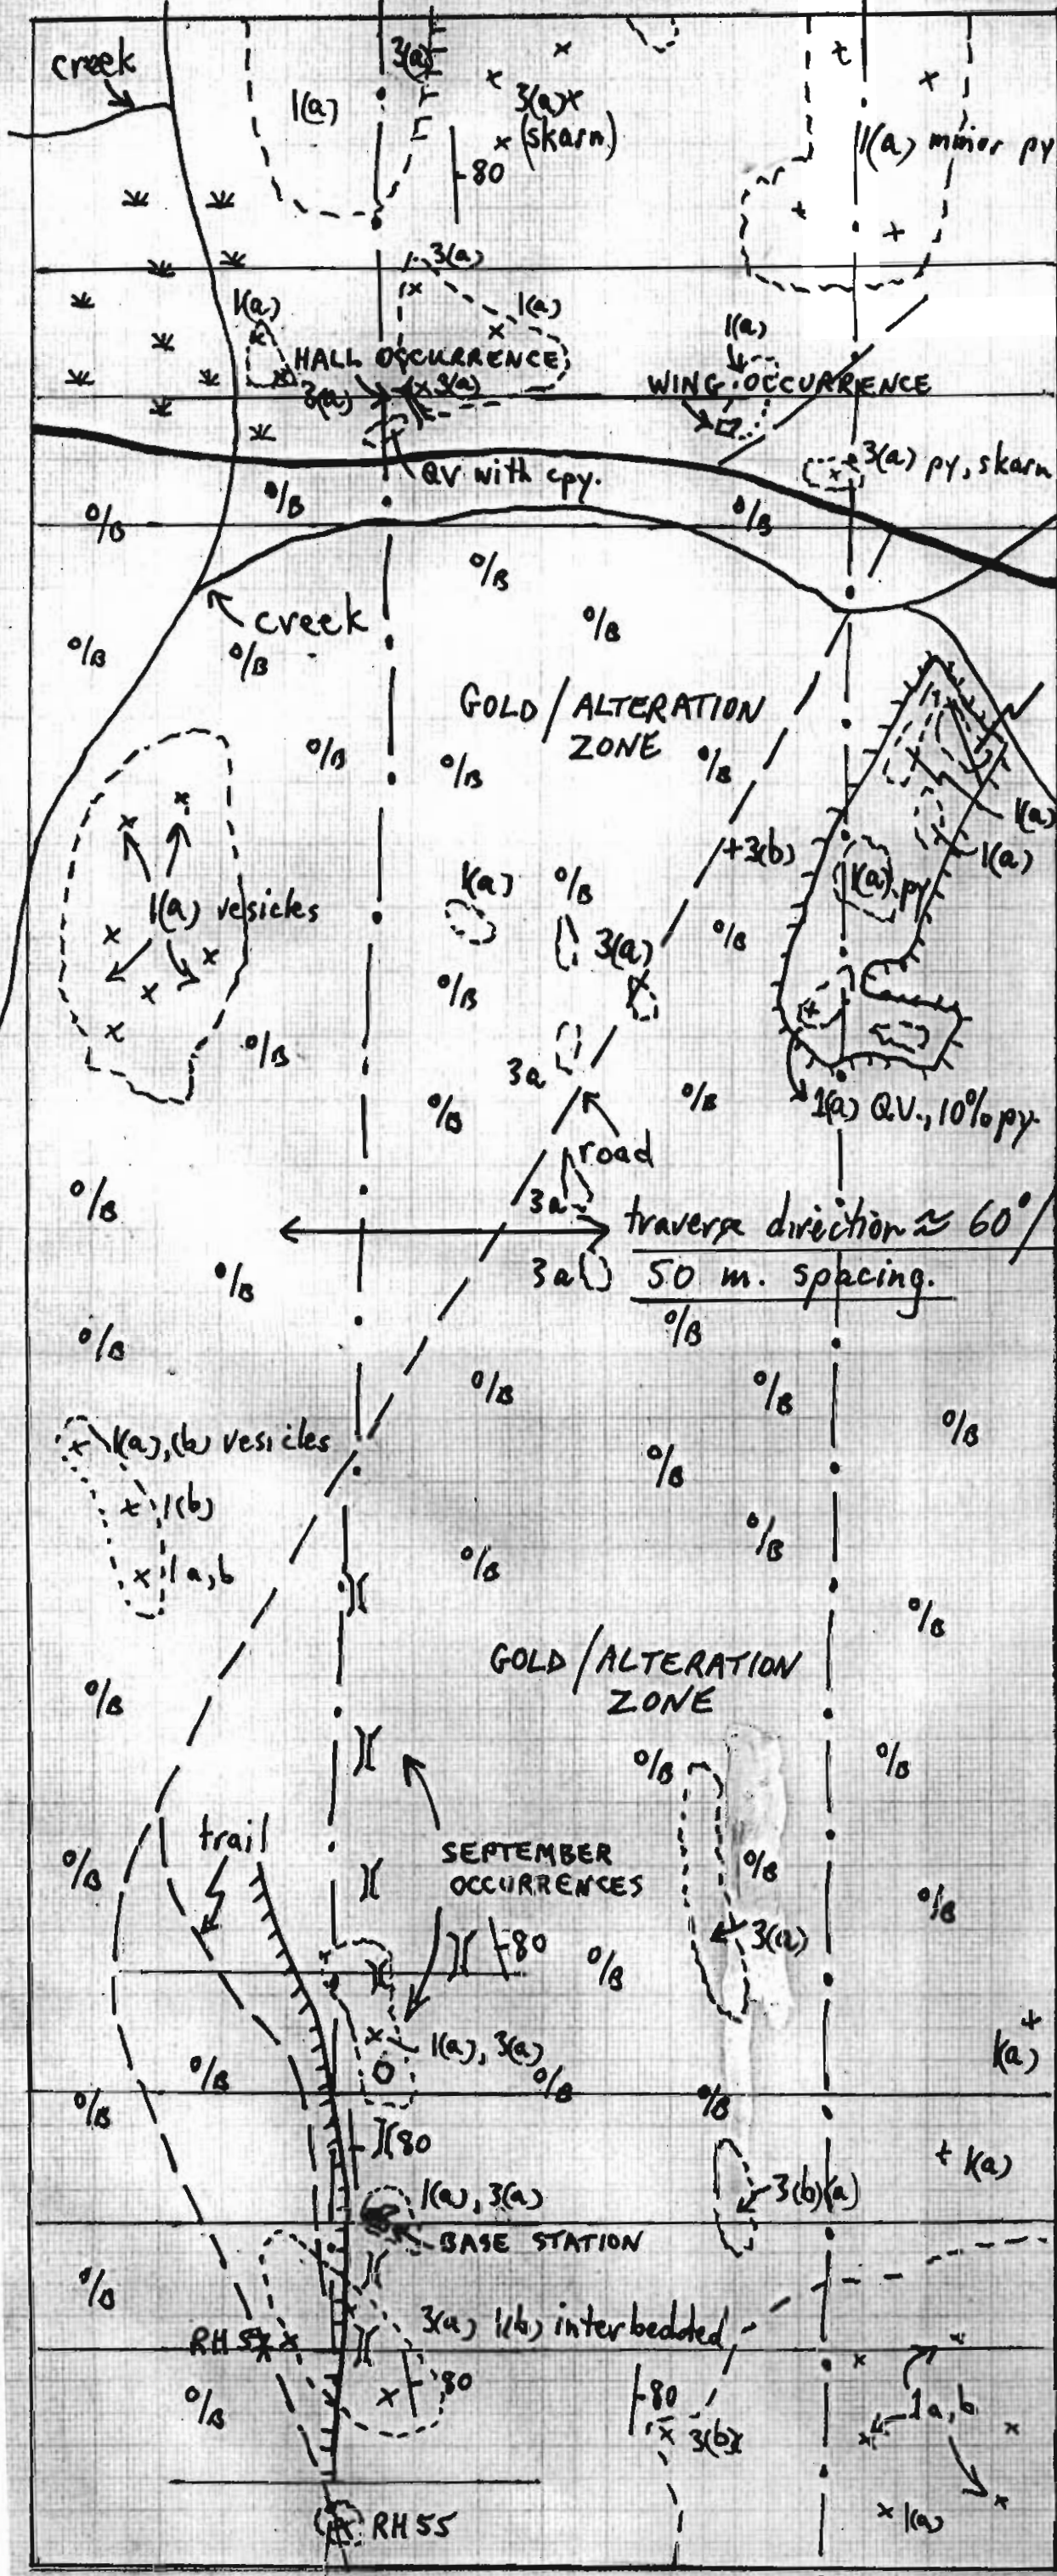 creek
3(a)
1(a)
3(a)
(skarn)
80
1(a) minor py
3(a)
1(a)
1(a)
1(a)
HALL OCCURRENCE
3(a)
3(a)
WING OCCURRENCE
QV with cpy.
3(a) py, skarn
O/B
O/B
O/B
O/B
creek
O/B
O/B
O/B
GOLD/ALTERATION
ZONE
O/B
O/B
O/B
1(a)
3(b)
1(a)
1(a)
O/B
1(a) py
1(a) vesicles
3(a)
O/B
O/B
O/B
3a
O/B
O/B
1(a) Q.V., 10% py.
road
O/B
3a
traverse direction ≈ 60°/
3a
50 m. spacing.
O/B
O/B
O/B
O/B
O/B
O/B
1(a),(b) vesicles
O/B
1(b)
O/B
O/B
1a,b
O/B
GOLD/ALTERATION
ZONE
O/B
O/B
O/B
trail
SEPTEMBER
OCCURRENCES
O/B
O/B
O/B
3(a)
80
O/B
1(a), 3(a)
1(a)
O/B
O/B
O/B
O/B
80
1(a)
1(a), 3(a)
3(b)(a)
BASE STATION
O/B
3(a) 1(b) interbedded
RH 54
80
80
O/B
1a,b
3(b)
1(a)
RH 55